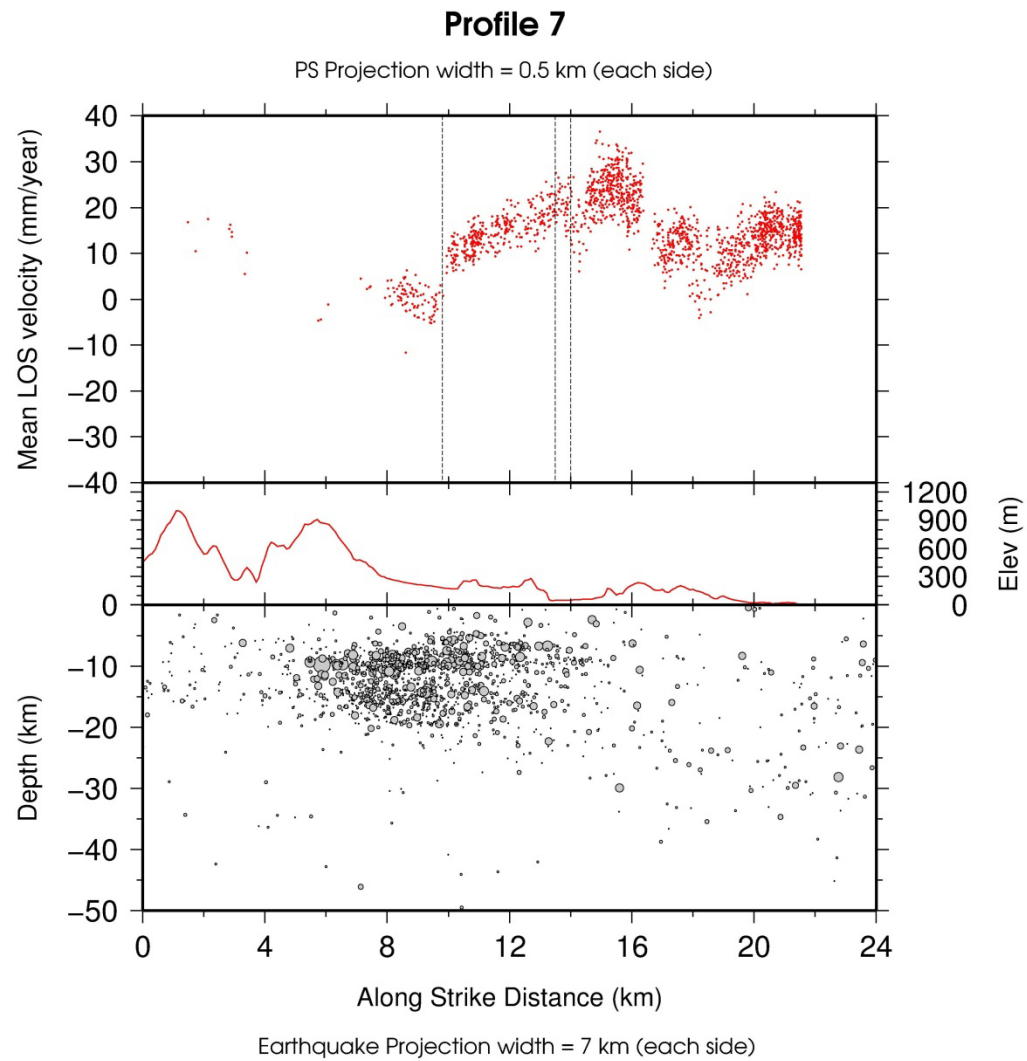 Profile 7
PS Projection width = 0.5 km (each side)
Mean LOS velocity (mm/year)
40
30
20
10
0
−10
−20
−30
−40
1200
900
600
300
0
Elev (m)
Depth (km)
0
−10
−20
−30
−40
−50
0 4 8 12 16 20 24
Along Strike Distance (km)
Earthquake Projection width = 7 km (each side)